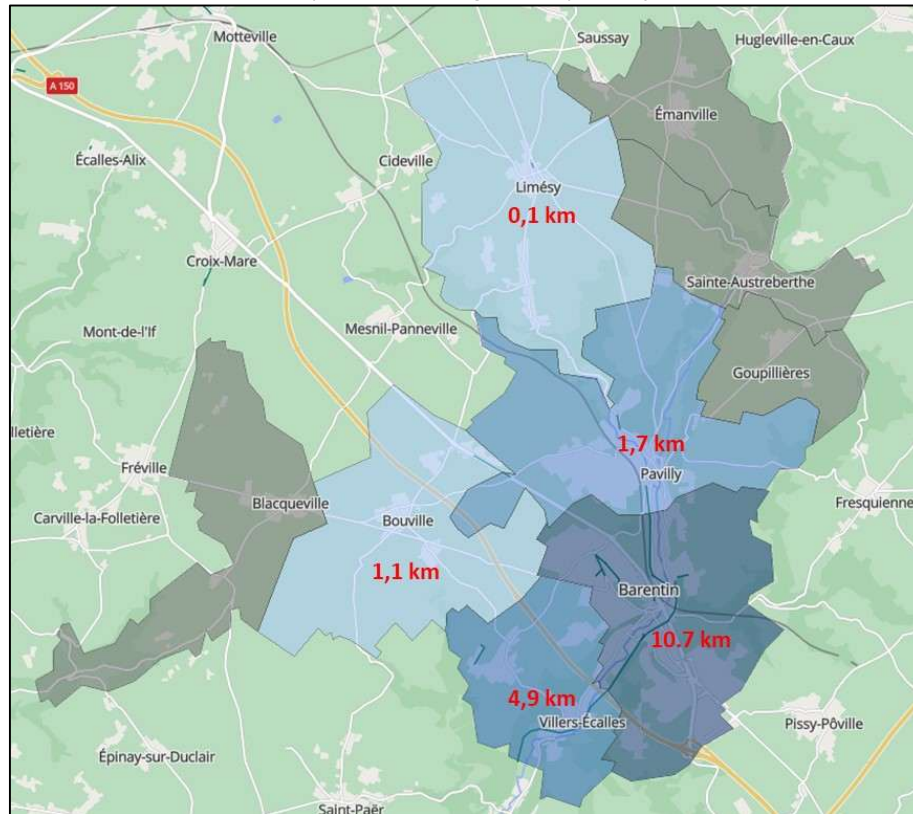 Motteville
Saussay
Hugleville-en-Caux
A 150
Émanville
Écalles-Alix
Cideville
Limésy
0,1 km
Croix-Mare
Sainte-Austreberthe
Mont-de-l'If
Mesnil-Panneville
Goupillières
lletière
1,7 km
Fréville
Pavilly
Blacqueville
Fresquienne
Carville-la-Folletière
Bouville
1,1 km
Barentin
10.7 km
4,9 km
Villers-Écalles
Pissy-Pôville
Épinay-sur-Duclair
Saint-Paër